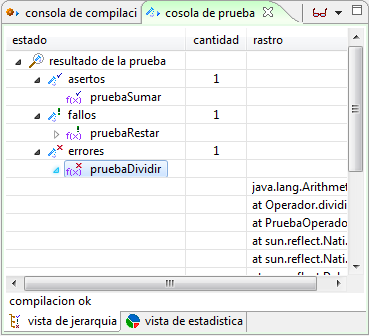 consola de compilaci
cosola de prueba
estado cantidad rastro
resultado de la prueba
asertos 1
f(x) pruebaSumar
fallos 1
f(x) pruebaRestar
errores 1
f(x) pruebaDividir
java.lang.Arithmet
at Operador.dividi
at PruebaOperado
at sun.reflect.Nati
at sun.reflect.Nati
compilacion ok
vista de jerarquia
vista de estadistica